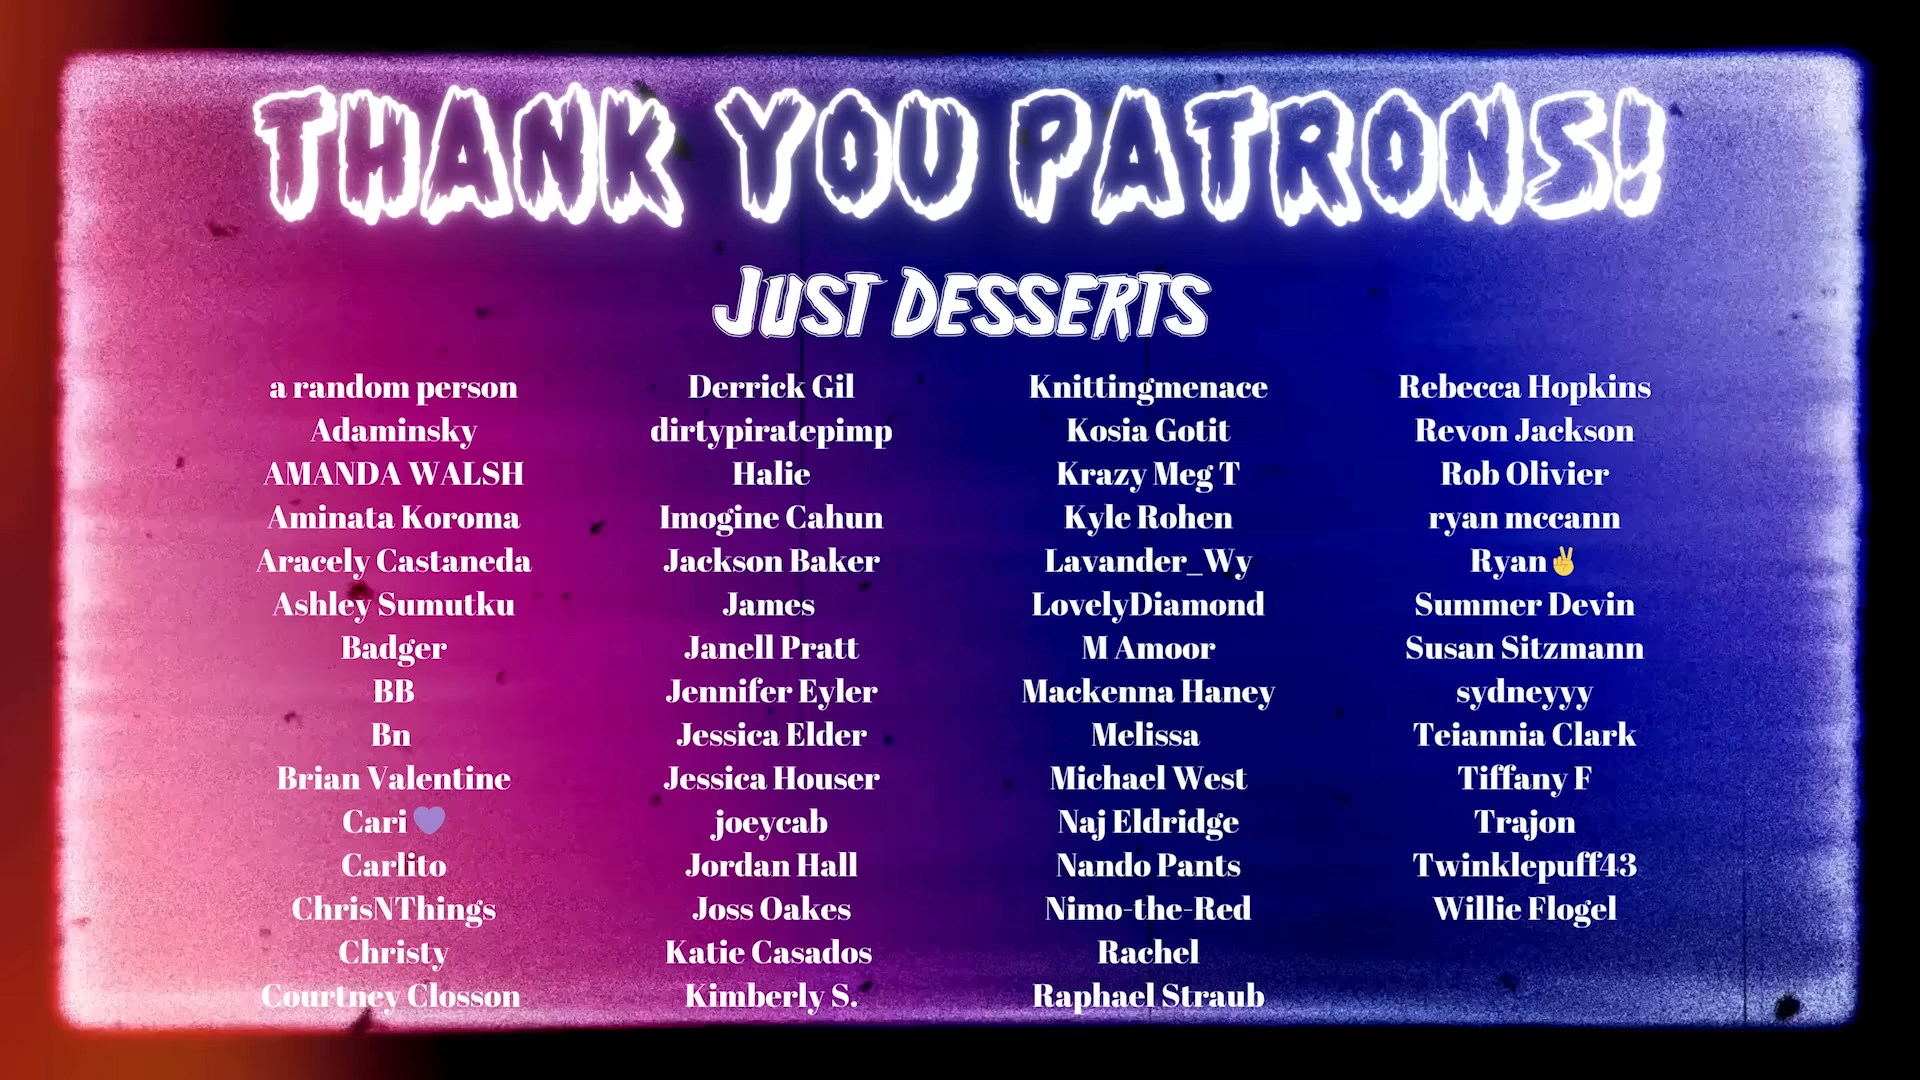 THANK YOU PATRONS!
JUST DESSERTS
a random person
Adaminsky
AMANDA WALSH
Aminata Koroma
Aracely Castaneda
Ashley Sumutku
Badger
BB
Bn
Brian Valentine
Cari 💜
Carlito
ChrisNThings
Christy
Courtney Closson
Derrick Gil
dirtypiratepimp
Halie
Imogine Cahun
Jackson Baker
James
Janell Pratt
Jennifer Eyler
Jessica Elder
Jessica Houser
joeycab
Jordan Hall
Joss Oakes
Katie Casados
Kimberly S.
Knittingmenace
Kosia Gotit
Krazy Meg T
Kyle Rohen
Lavander_Wy
LovelyDiamond
M Amoor
Mackenna Haney
Melissa
Michael West
Naj Eldridge
Nando Pants
Nimo-the-Red
Rachel
Raphael Straub
Rebecca Hopkins
Revon Jackson
Rob Olivier
ryan mccann
Ryan✌
Summer Devin
Susan Sitzmann
sydneyyy
Teiannia Clark
Tiffany F
Trajon
Twinklepuff43
Willie Flogel